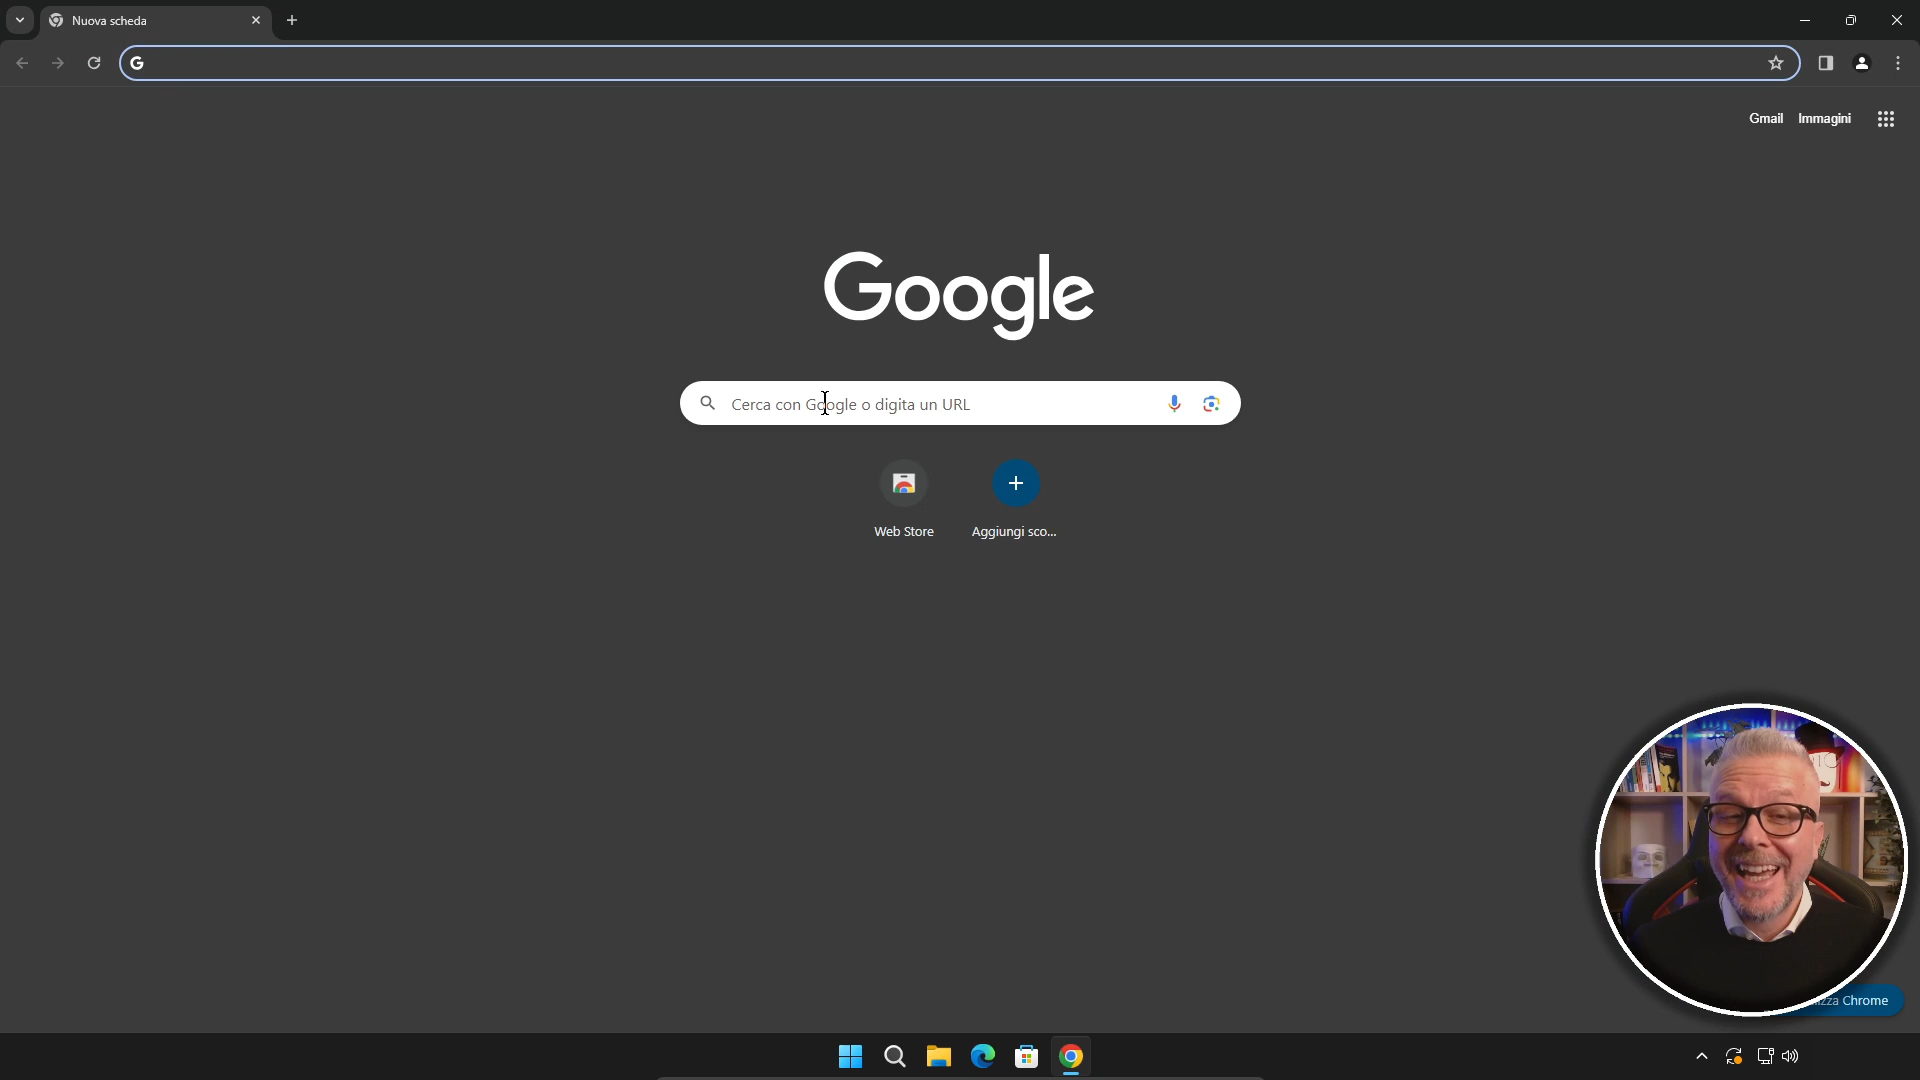 Nuova scheda
Gmail Immagini
Google
Cerca con Google o digita un URL
Web Store
Aggiungi sco...
Chrome